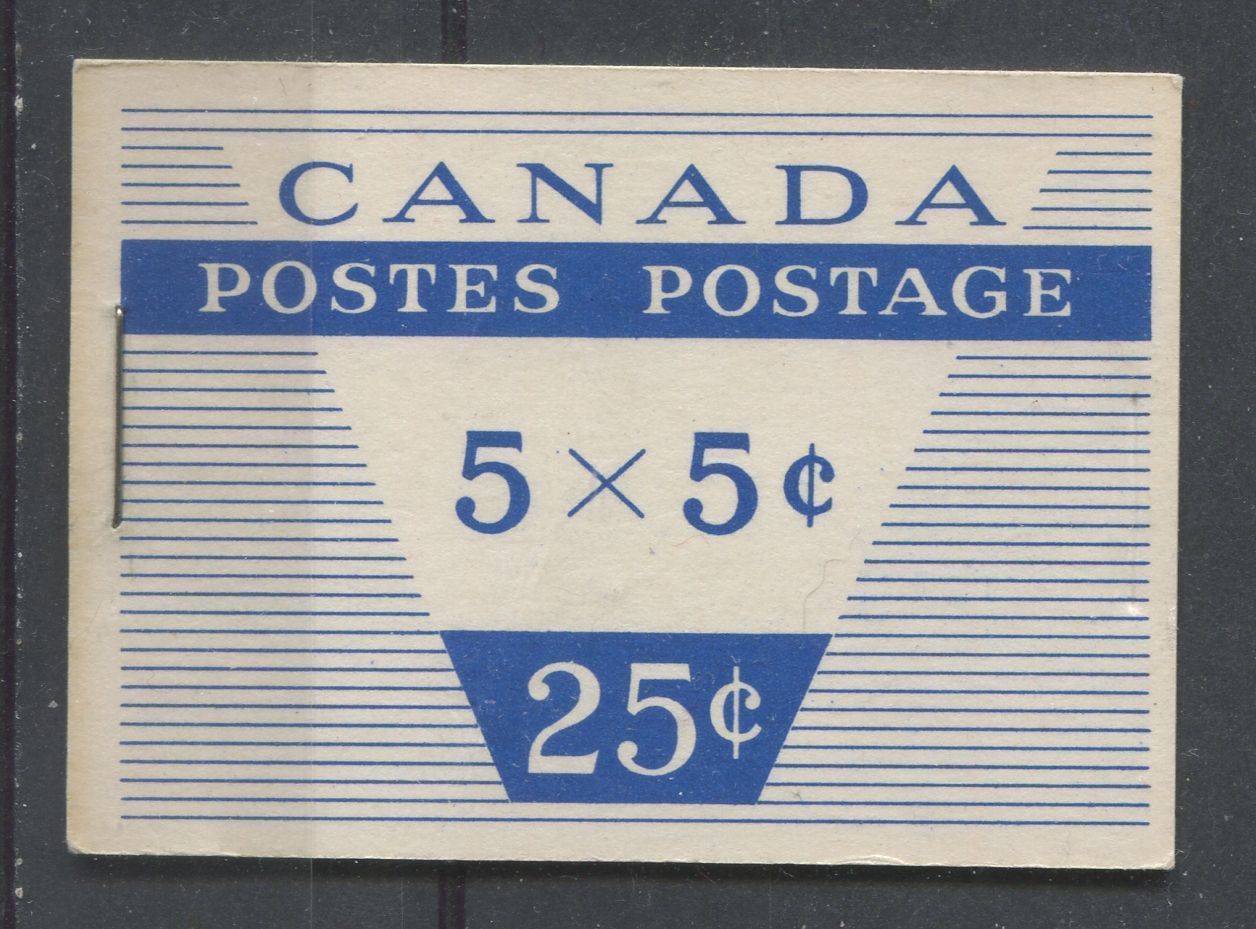 CANADA
POSTES POSTAGE
5 × 5¢
25¢